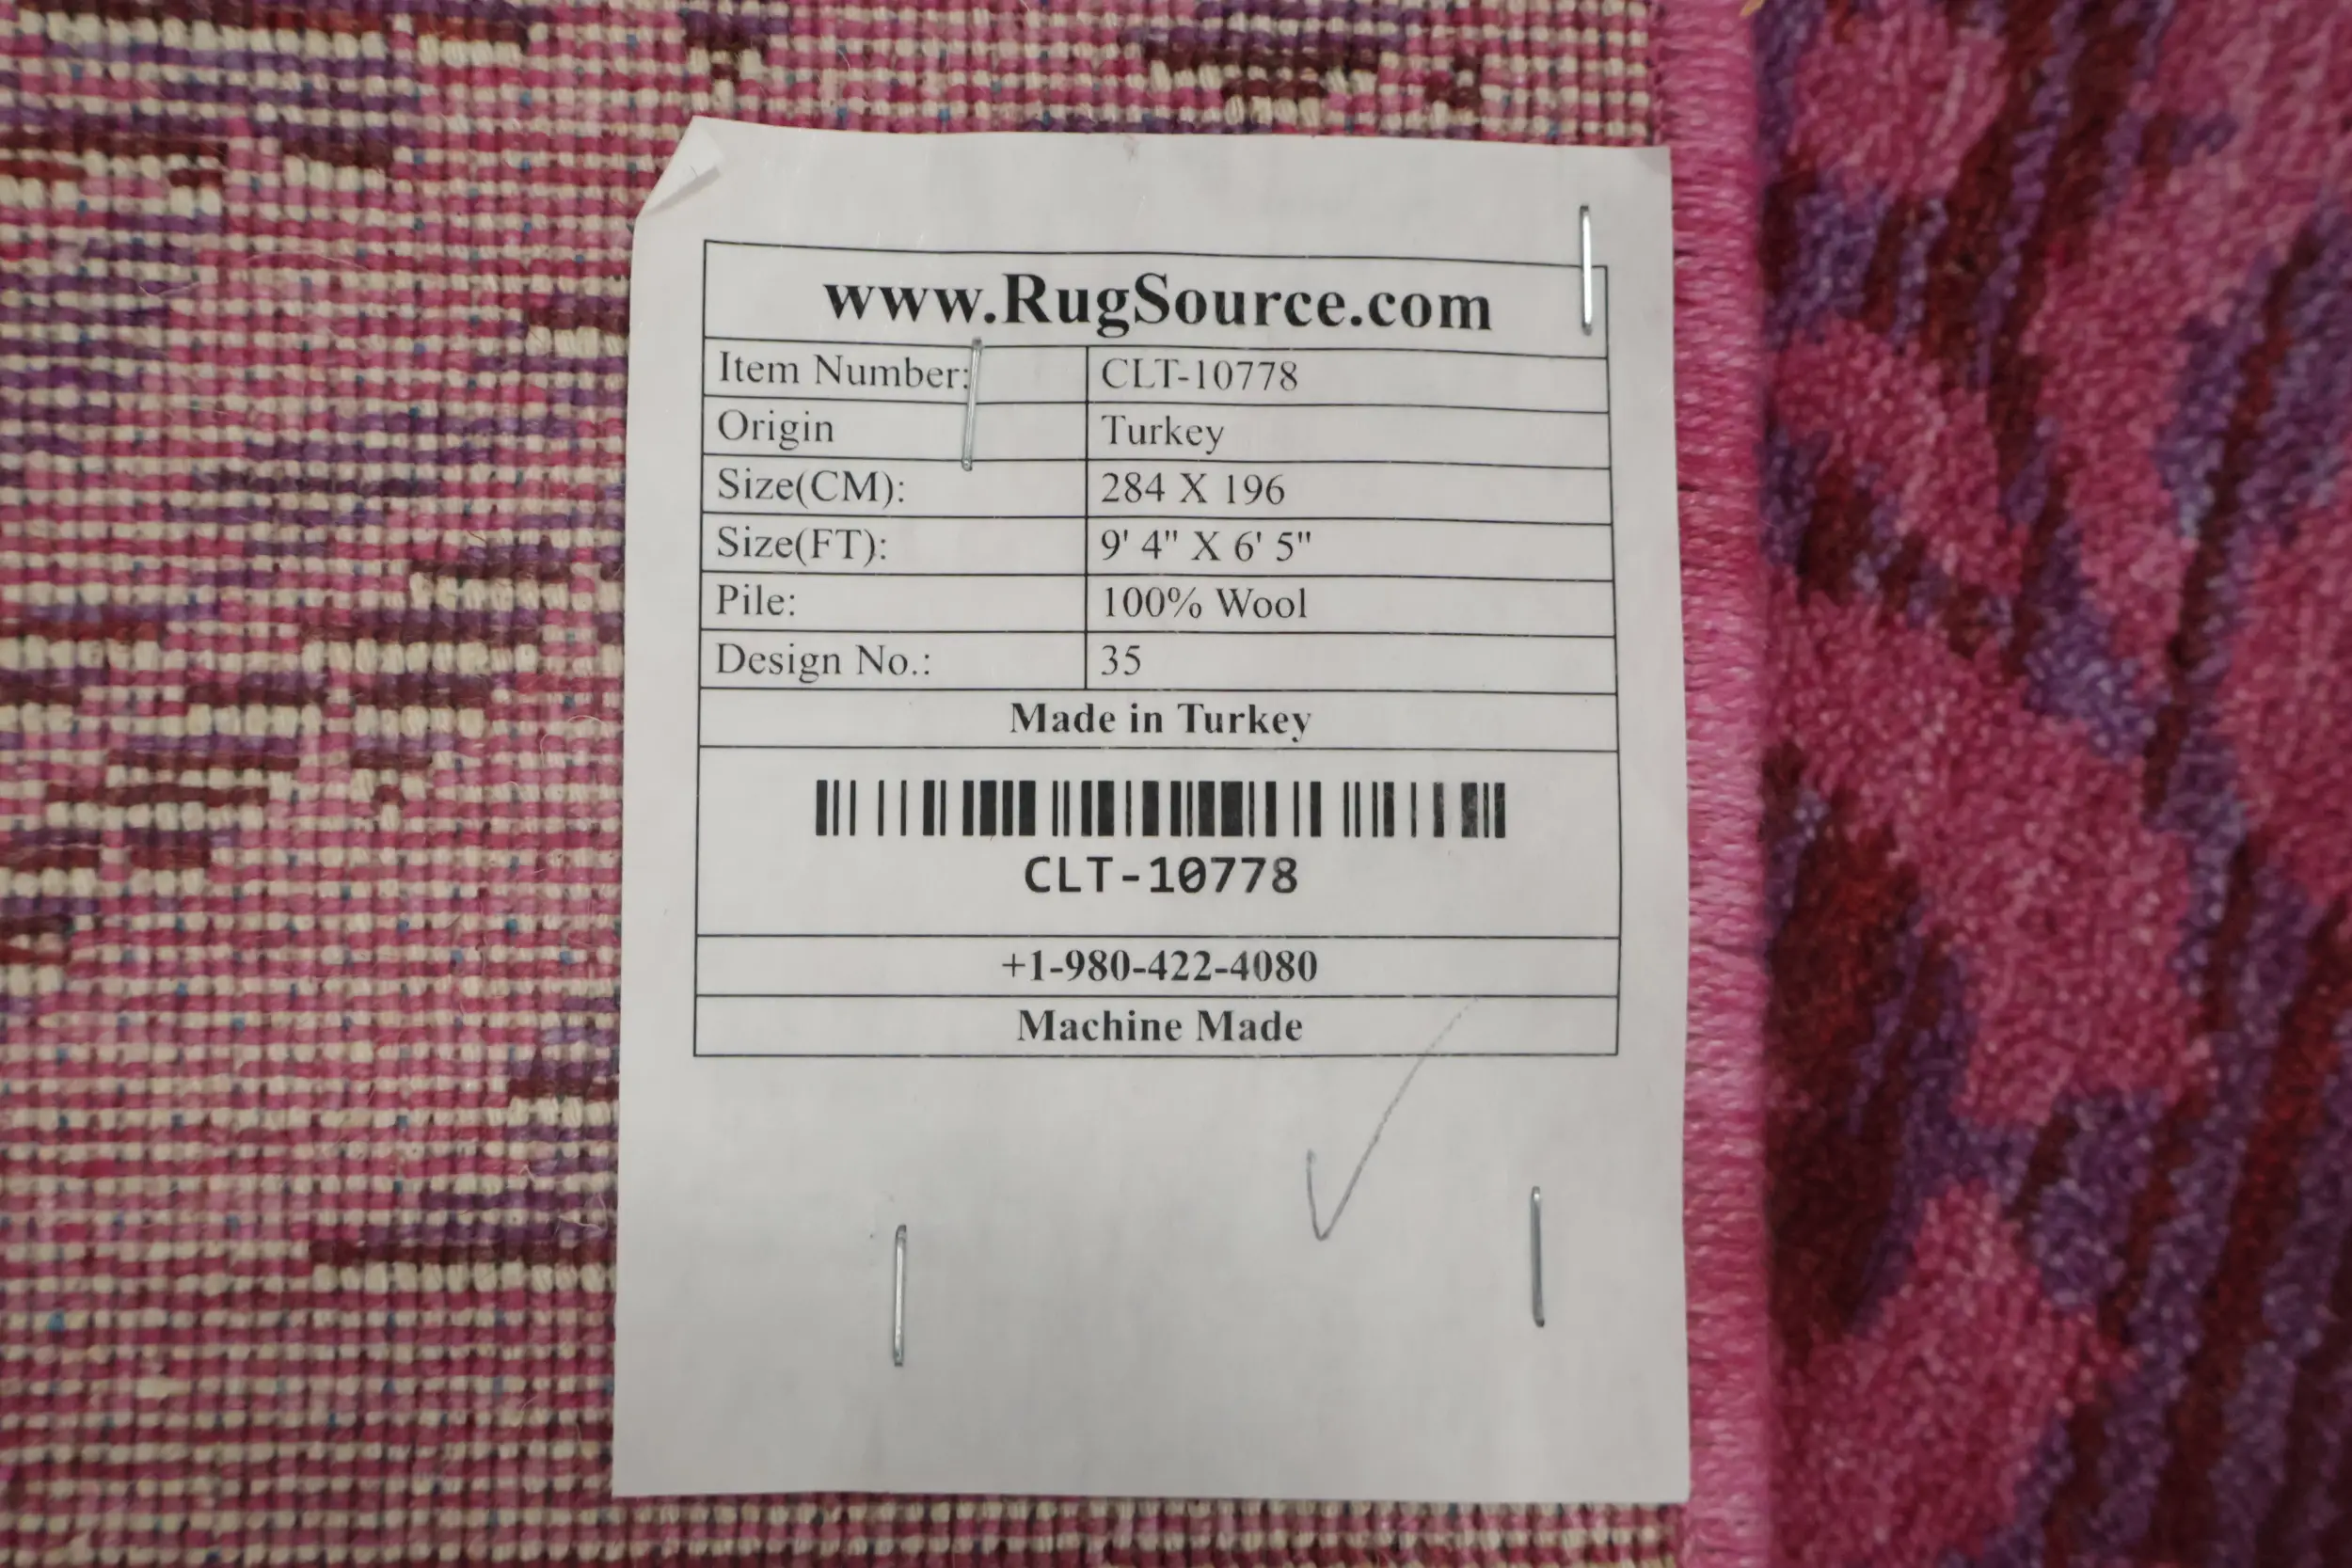 www.RugSource.com
Item Number: CLT-10778
Origin Turkey
Size(CM): 284 X 196
Size(FT): 9' 4" X 6' 5"
Pile: 100% Wool
Design No.: 35
Made in Turkey
CLT-10778
+1-980-422-4080
Machine Made